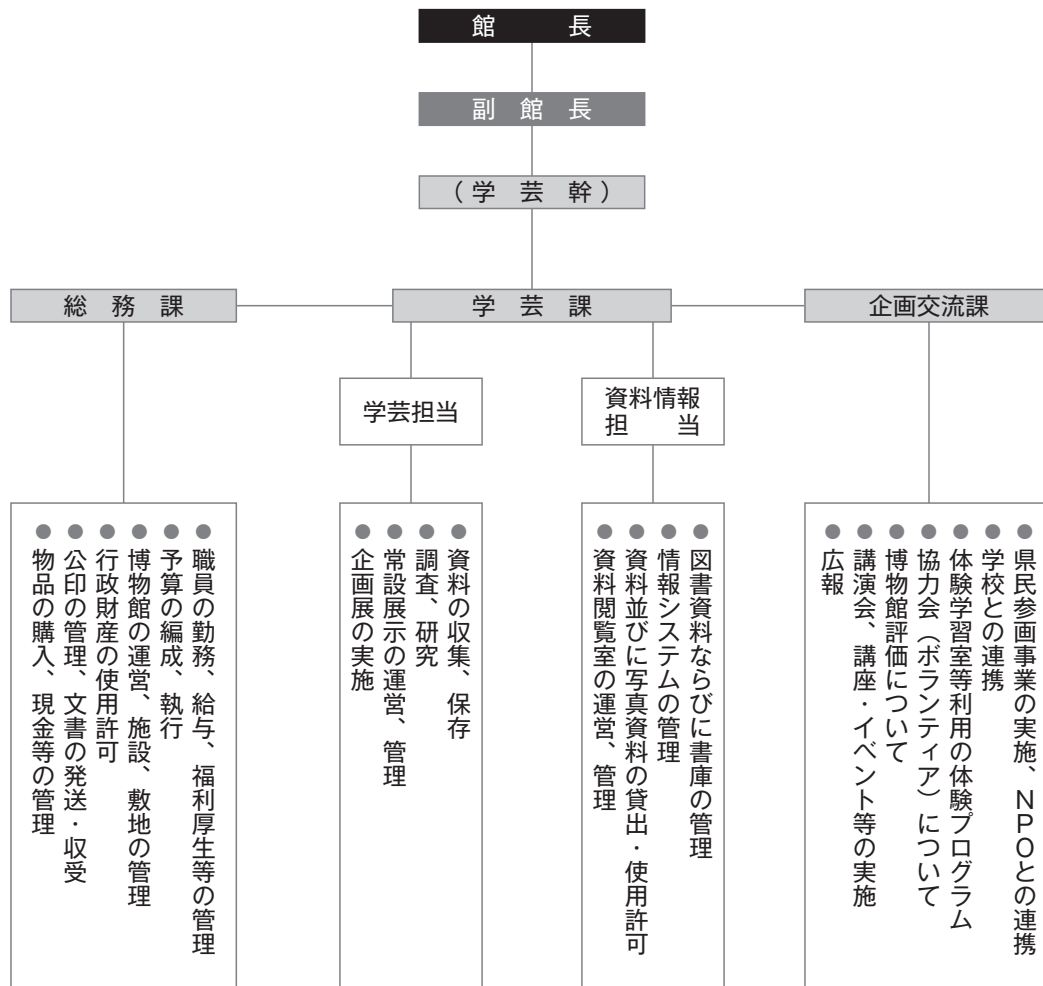 館長
副館長
（学芸幹）
総務課
学芸課
企画交流課
学芸担当
資料情報
担当
●職員の勤務、給与、福利厚生等の管理
●予算の編成、執行
●博物館の運営、施設、敷地の管理
●行政財産の使用許可
●公印の管理、文書の発送・収受
●物品の購入、現金等の管理
●資料の収集、保存
●調査、研究
●常設展示の運営、管理
●企画展の実施
●図書資料ならびに書庫の管理
●情報システムの管理
●資料並びに写真資料の貸出・使用許可
●資料閲覧室の運営、管理
●県民参画事業の実施、ＮＰＯとの連携
●学校との連携
●体験学習室等利用の体験プログラム
●協力会（ボランティア）について
●博物館評価について
●講演会、講座・イベント等の実施
●広報